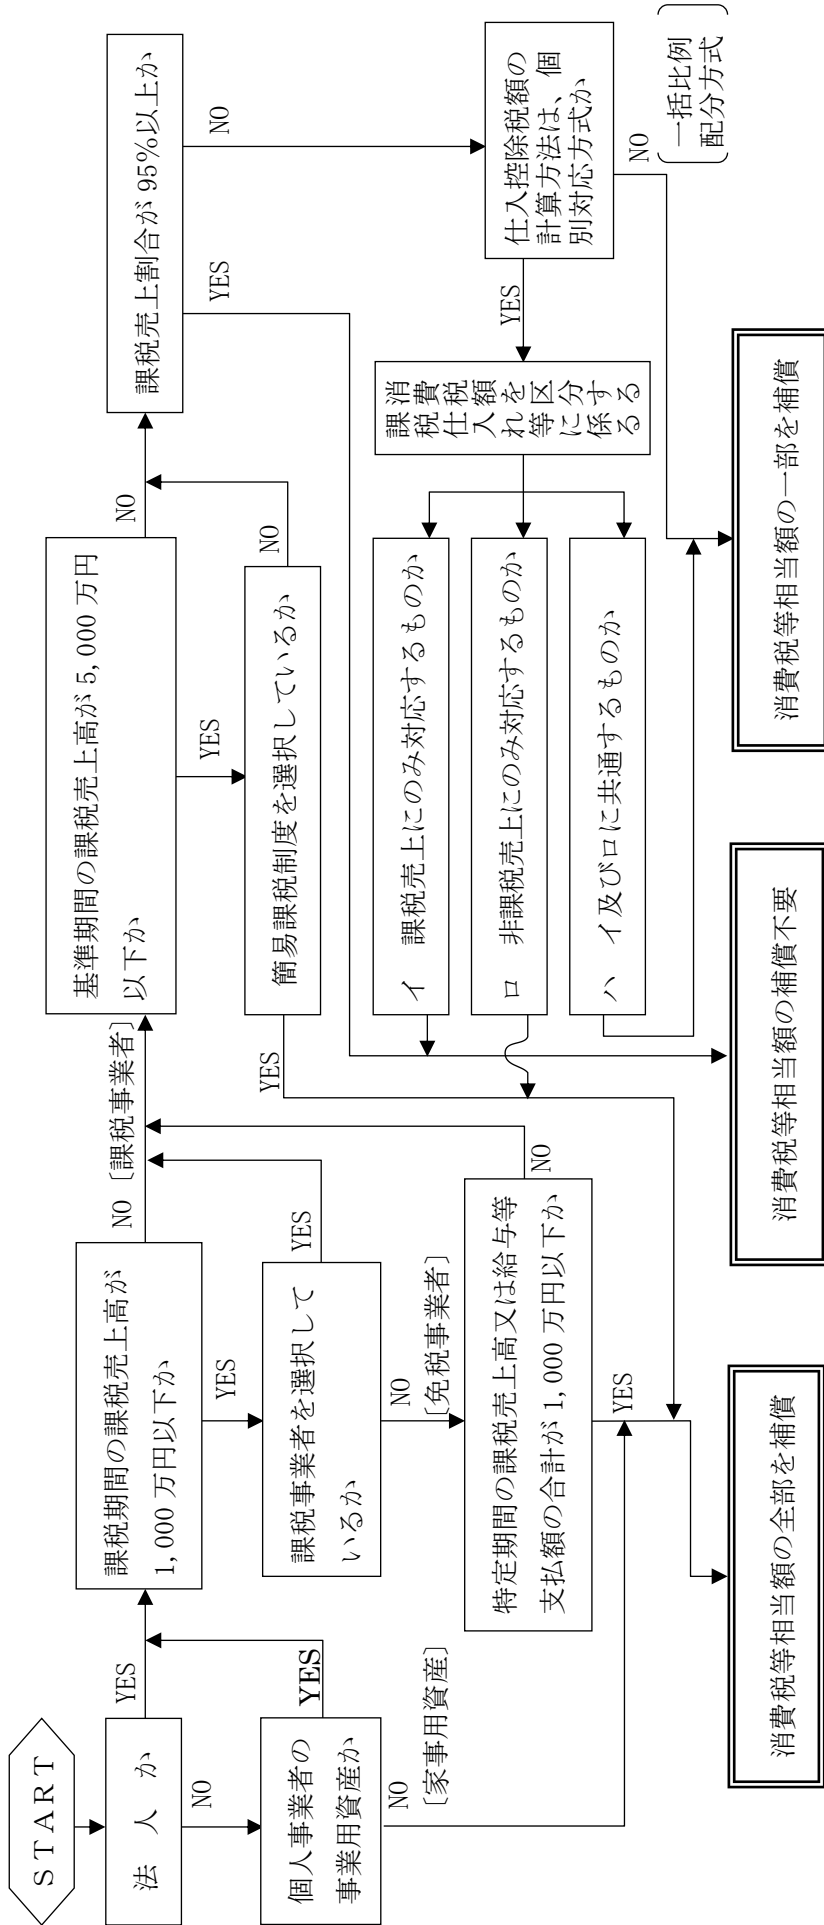 START
法 人 か
YES
NO
個人事業者の
事業用資産か
YES
NO
〔家事用資産〕
課税期間の課税売上高が
1,000 万円以下か
NO 〔課税事業者〕
YES
課税事業者を選択して
いるか
YES
NO
〔免税事業者〕
特定期間の課税売上高又は給与等
支払額の合計が 1,000 万円以下か
NO
YES
基準期間の課税売上高が 5,000 万円
以下か
NO
YES
簡易課税制度を選択しているか
NO
YES
課税売上割合が 95%以上か
NO
YES
仕入控除税額の
計算方法は、個
別対応方式か
YES
NO
一括比例
配分方式
課税仕入れ等に係る
消費税額を区分する
イ 課税売上にのみ対応するものか
ロ 非課税売上にのみ対応するものか
ハ イ及びロに共通するものか
消費税等相当額の全部を補償
消費税等相当額の補償不要
消費税等相当額の一部を補償